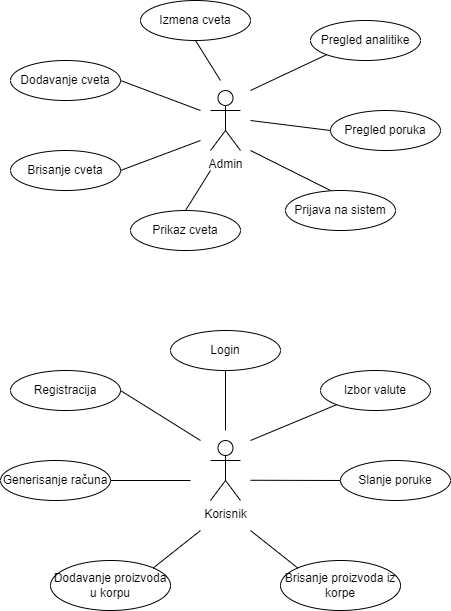 Izmena cveta
Pregled analitike
Dodavanje cveta
Pregled poruka
Admin
Brisanje cveta
Prijava na sistem
Prikaz cveta
Login
Registracija
Izbor valute
Generisanje računa
Slanje poruke
Korisnik
Dodavanje proizvoda
u korpu
Brisanje proizvoda iz
korpe